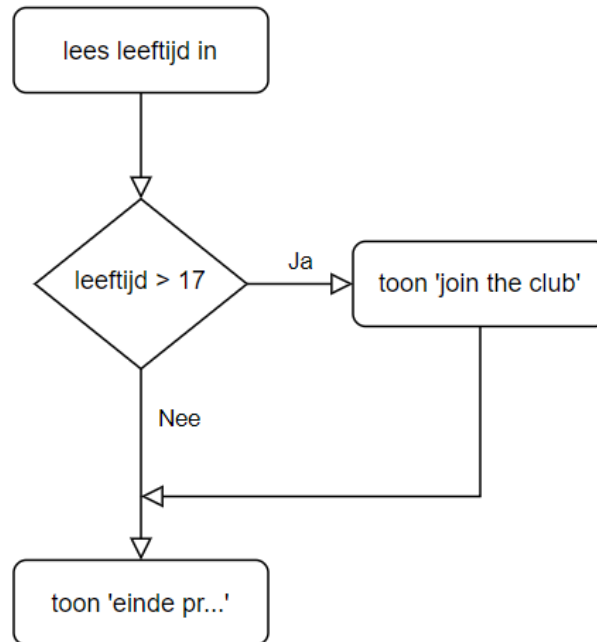 lees leeftijd in
leeftijd > 17
Ja
toon 'join the club'
Nee
toon 'einde pr...'